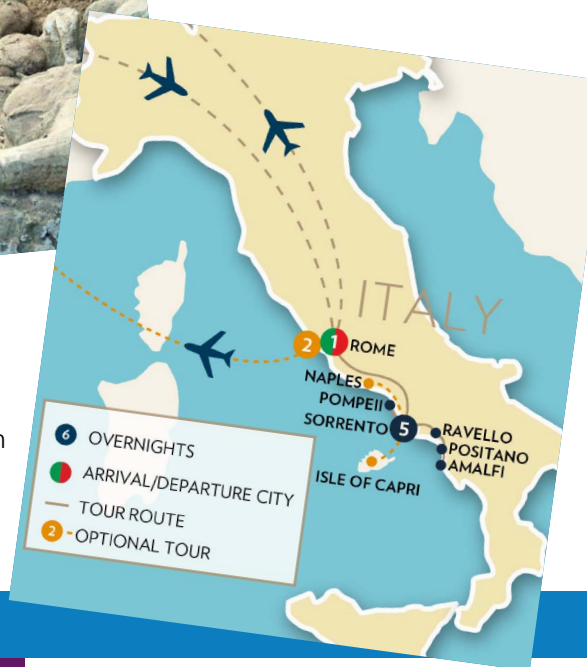 ITALY
2
1
ROME
NAPLES
POMPEII
SORRENTO
5
RAVELLO
POSITANO
AMALFI
ISLE OF CAPRI
6 OVERNIGHTS
ARRIVAL/DEPARTURE CITY
TOUR ROUTE
2 - OPTIONAL TOUR